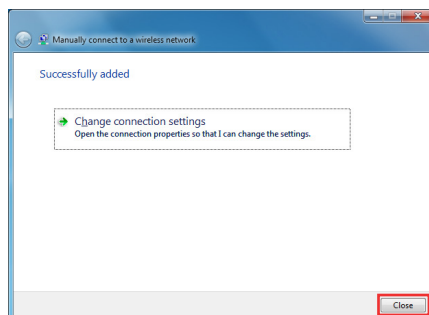 Manually connect to a wireless network
Successfully added
Change connection settings
Open the connection properties so that I can change the settings.
Close